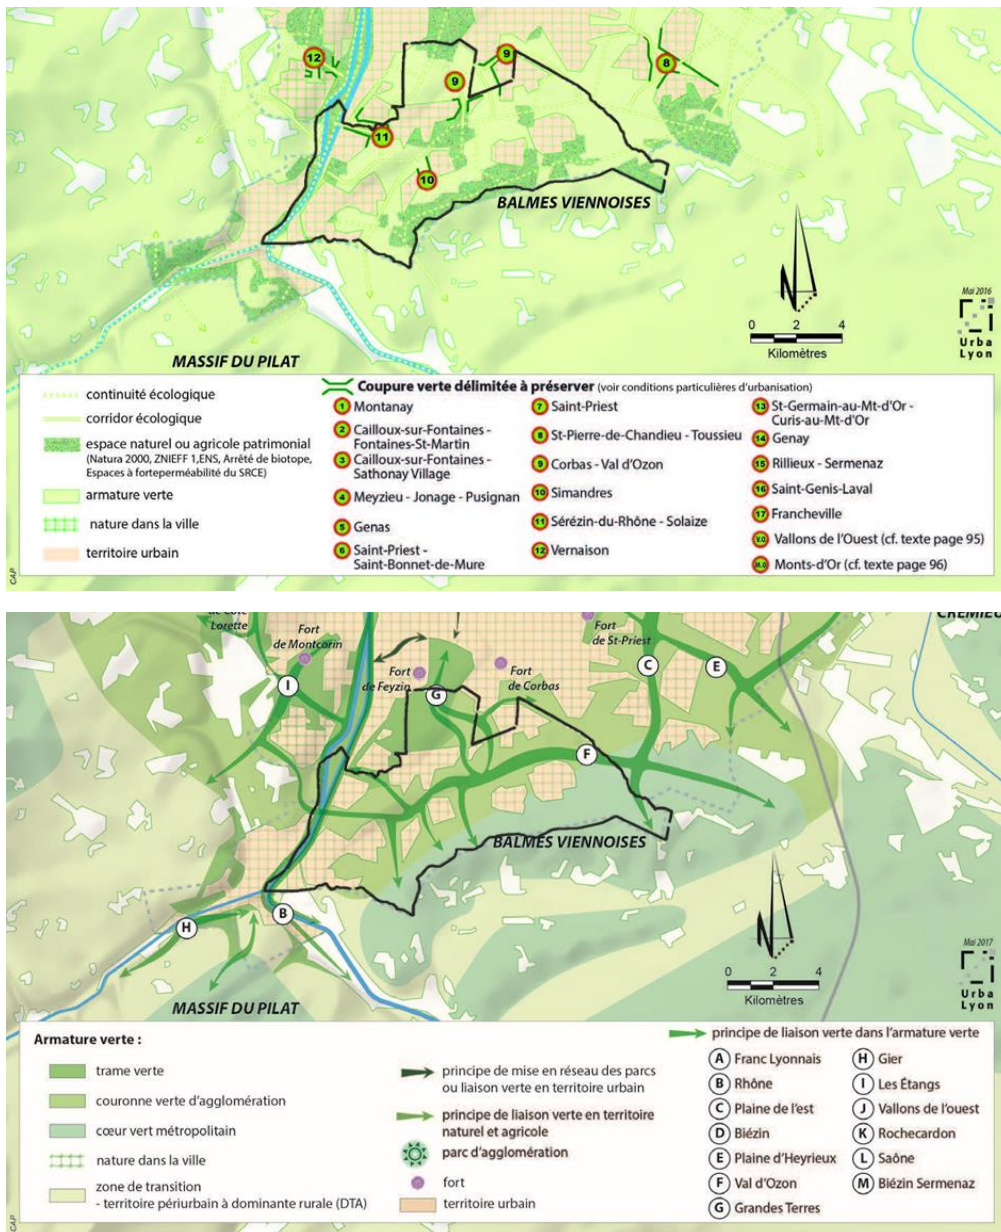 12
9
8
9
11
10
BALMES VIENNOISES
MASSIF DU PILAT
N
0 2 4
Kilomètres
Mai 2016
Urba
Lyon
continuité écologique
corridor écologique
espace naturel ou agricole patrimonial
(Natura 2000, ZNIEFF 1,ENS, Arrêté de biotope,
Espaces à forteperméabilité du SRCE)
armature verte
nature dans la ville
territoire urbain
CAP
Coupure verte délimitée à préserver (voir conditions particulières d'urbanisation)
1 Montanay
2 Cailloux-sur-Fontaines -
Fontaines-St-Martin
3 Cailloux-sur-Fontaines -
Sathonay Village
4 Meyzieu - Jonage - Pusignan
5 Genas
6 Saint-Priest -
Saint-Bonnet-de-Mure
7 Saint-Priest
8 St-Pierre-de-Chandieu - Toussieu
9 Corbas - Val d'Ozon
10 Simandres
11 Sérézin-du-Rhône - Solaize
12 Vernaison
13 St-Germain-au-Mt-d'Or -
Curis-au-Mt-d'Or
14 Genay
15 Rillieux - Sermenaz
16 Saint-Genis-Laval
17 Francheville
V.O. Vallons de l'Ouest (cf. texte page 95)
M.O. Monts-d'Or (cf. texte page 96)
de Côte
Lorette
Fort
de Montcorin
Fort
de Feyzin
Fort
de Corbas
Fort
de St-Priest
CRÉMIEU
I
G
C
E
F
BALMES VIENNOISES
B
H
MASSIF DU PILAT
N
0 2 4
Kilomètres
Mai 2017
Urba
Lyon
Armature verte :
trame verte
couronne verte d'agglomération
cœur vert métropolitain
nature dans la ville
zone de transition
- territoire périurbain à dominante rurale (DTA)
CAP
principe de mise en réseau des parcs
ou liaison verte en territoire urbain
principe de liaison verte en territoire
naturel et agricole
parc d'agglomération
fort
territoire urbain
principe de liaison verte dans l'armature verte
A Franc Lyonnais
B Rhône
C Plaine de l'est
D Biézin
E Plaine d'Heyrieux
F Val d'Ozon
G Grandes Terres
H Gier
I Les Étangs
J Vallons de l'ouest
K Rochecardon
L Saône
M Biézin Sermenaz